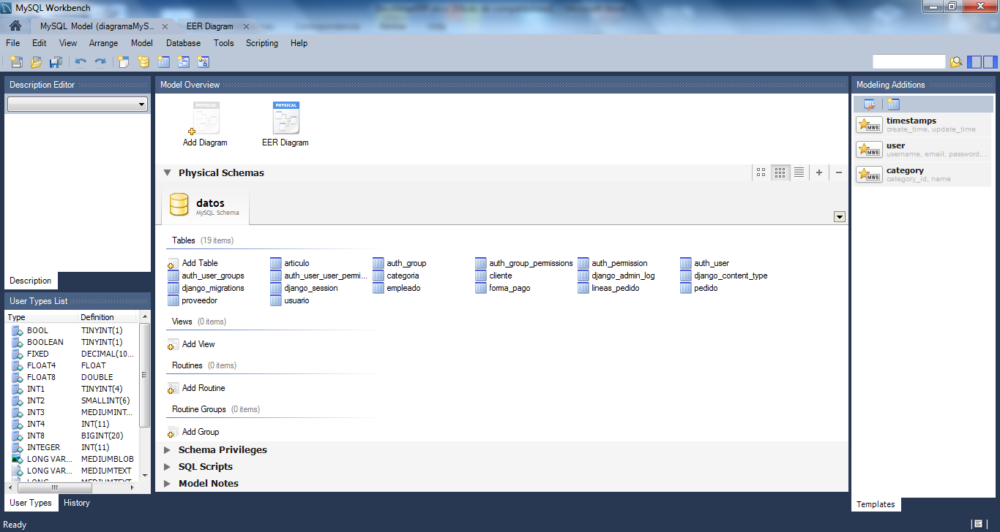 MySQL Workbench
MySQL Model (diagramaMyS... EER Diagram
File Edit View Arrange Model Database Tools Scripting Help
Description Editor
Description
User Types List
Type Definition
BOOL TINYINT(1)
BOOLEAN TINYINT(1)
FIXED DECIMAL(10...
FLOAT4 FLOAT
FLOAT8 DOUBLE
INT1 TINYINT(4)
INT2 SMALLINT(6)
INT3 MEDIUMINT...
INT4 INT(11)
INT8 BIGINT(20)
INTEGER INT(11)
LONG VAR... MEDIUMBLOB
LONG VAR... MEDIUMTEXT
LONG MEDIUMTEXT
User Types History
Model Overview
PHYSICAL PHYSICAL
Add Diagram EER Diagram
Physical Schemas
datos
MySQL Schema
Tables (19 items)
Add Table articulo auth_group auth_group_permissions auth_permission auth_user
auth_user_groups auth_user_user_permi... categoria cliente django_admin_log django_content_type
django_migrations django_session empleado forma_pago lineas_pedido pedido
proveedor usuario
Views (0 items)
Add View
Routines (0 items)
Add Routine
Routine Groups (0 items)
Add Group
Schema Privileges
SQL Scripts
Model Notes
Modeling Additions
MWB timestamps
create_time, update_time
MWB user
username, email, password,...
MWB category
category_id, name
Templates
Ready